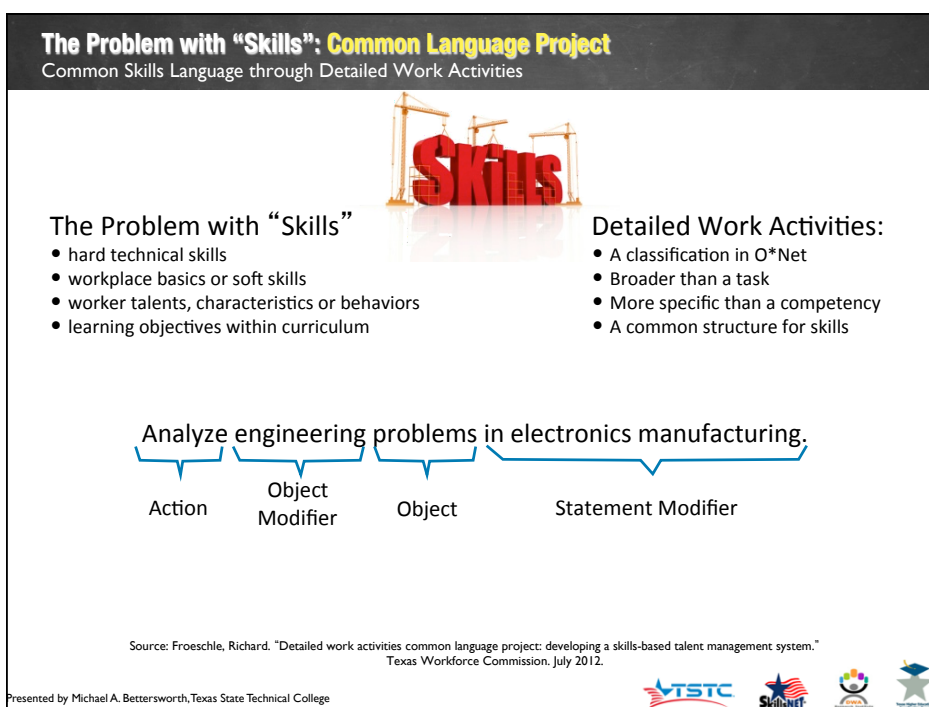 The Problem with “Skills”: Common Language Project
Common Skills Language through Detailed Work Activities
SKiLLS
The Problem with “Skills”
• hard technical skills
• workplace basics or soft skills
• worker talents, characteristics or behaviors
• learning objectives within curriculum
Detailed Work Activities:
• A classification in O*Net
• Broader than a task
• More specific than a competency
• A common structure for skills
Analyze engineering problems in electronics manufacturing.
Action
Object
Modifier
Object
Statement Modifier
Source: Froeschle, Richard. “Detailed work activities common language project: developing a skills-based talent management system.”
Texas Workforce Commission. July 2012.
Presented by Michael A. Bettersworth, Texas State Technical College
TSTC
SkillsNET
DWA